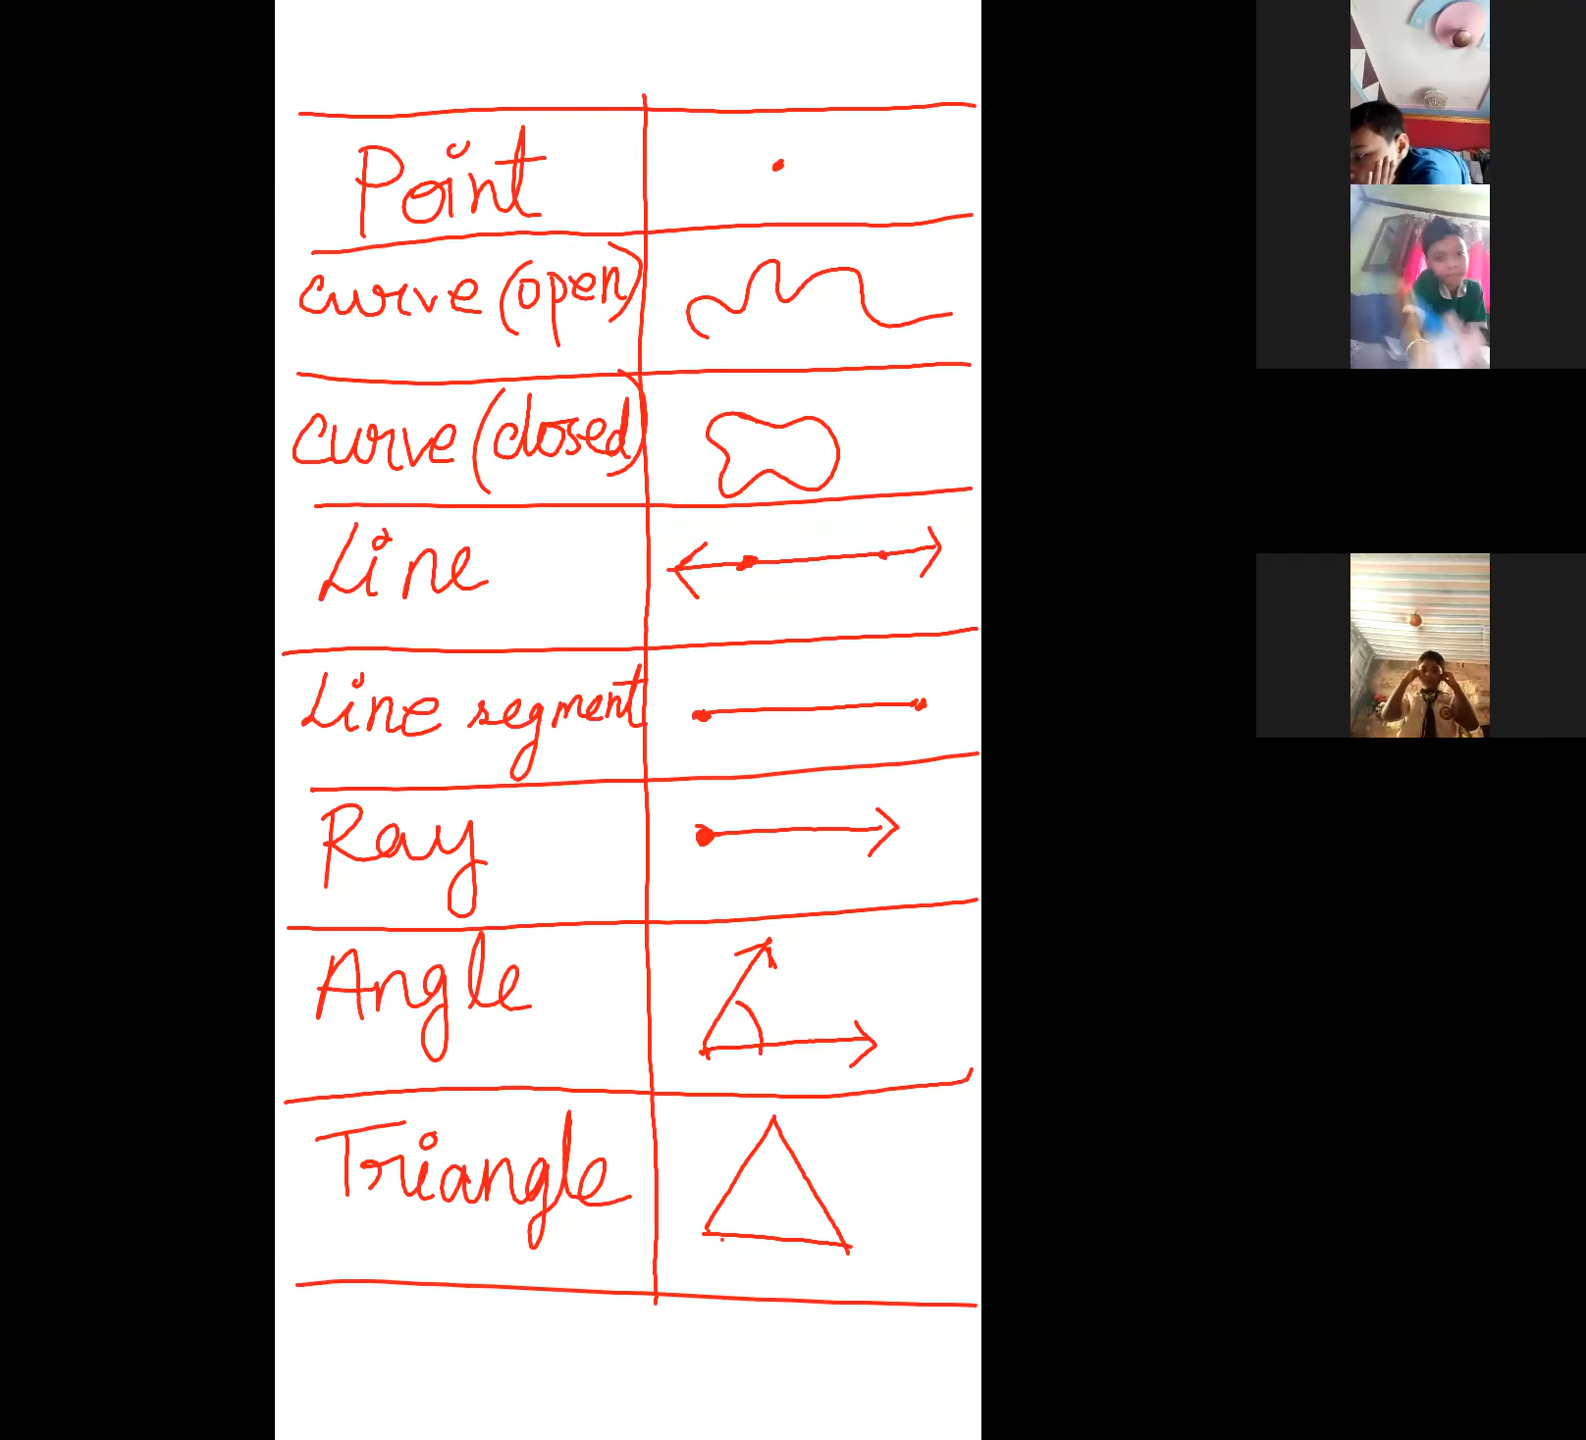 Point
curve (open)
curve (closed)
Line
Line segment
Ray
Angle
Triangle